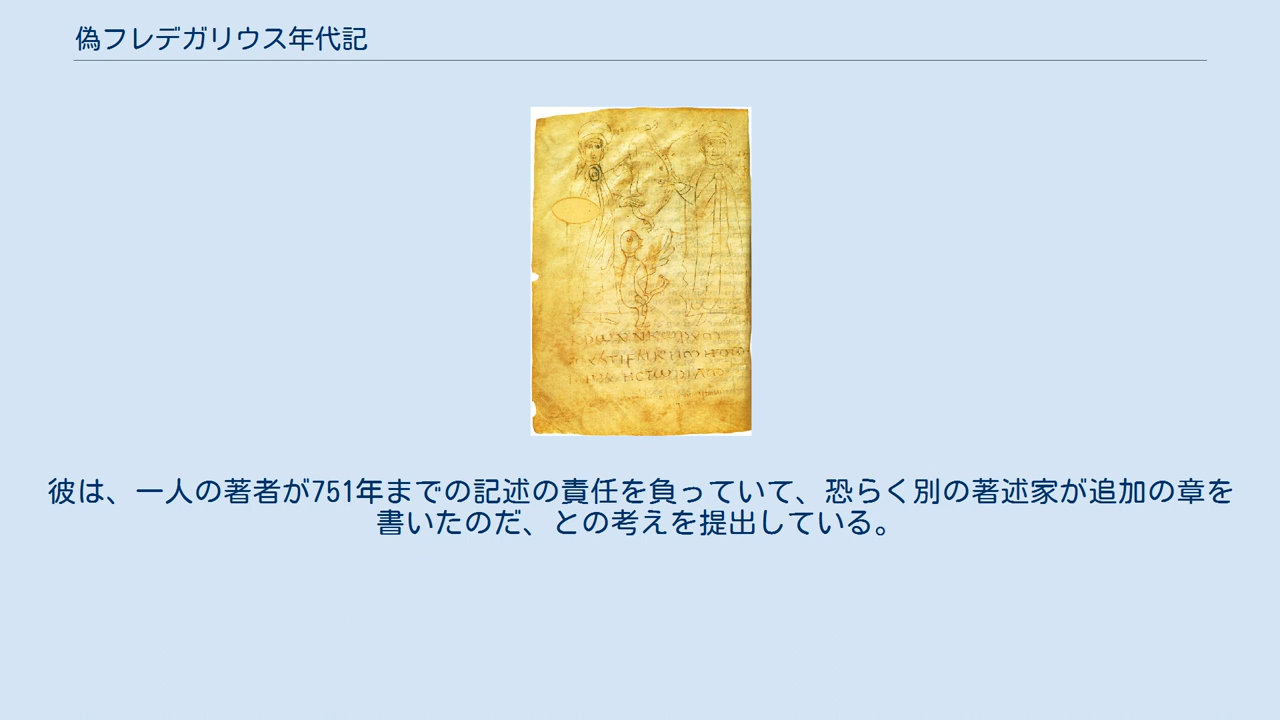 偽フレデガリウス年代記
彼は、一人の著者が751年までの記述の責任を負っていて、恐らく別の著述家が追加の章を
書いたのだ、との考えを提出している。